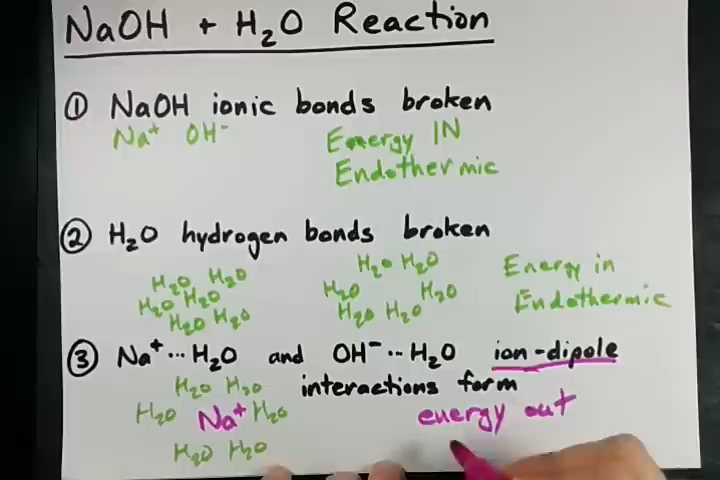 NaOH + H₂O Reaction
① NaOH ionic bonds broken
Na⁺ OH⁻ Energy IN
Endothermic
② H₂O hydrogen bonds broken
H₂O H₂O H₂O H₂O Energy in
H₂O H₂O H₂O H₂O Endothermic
H₂O H₂O H₂O H₂O
③ Na⁺···H₂O and OH⁻··H₂O ion-dipole
H₂O H₂O interactions form
H₂O Na⁺ H₂O energy out
H₂O H₂O